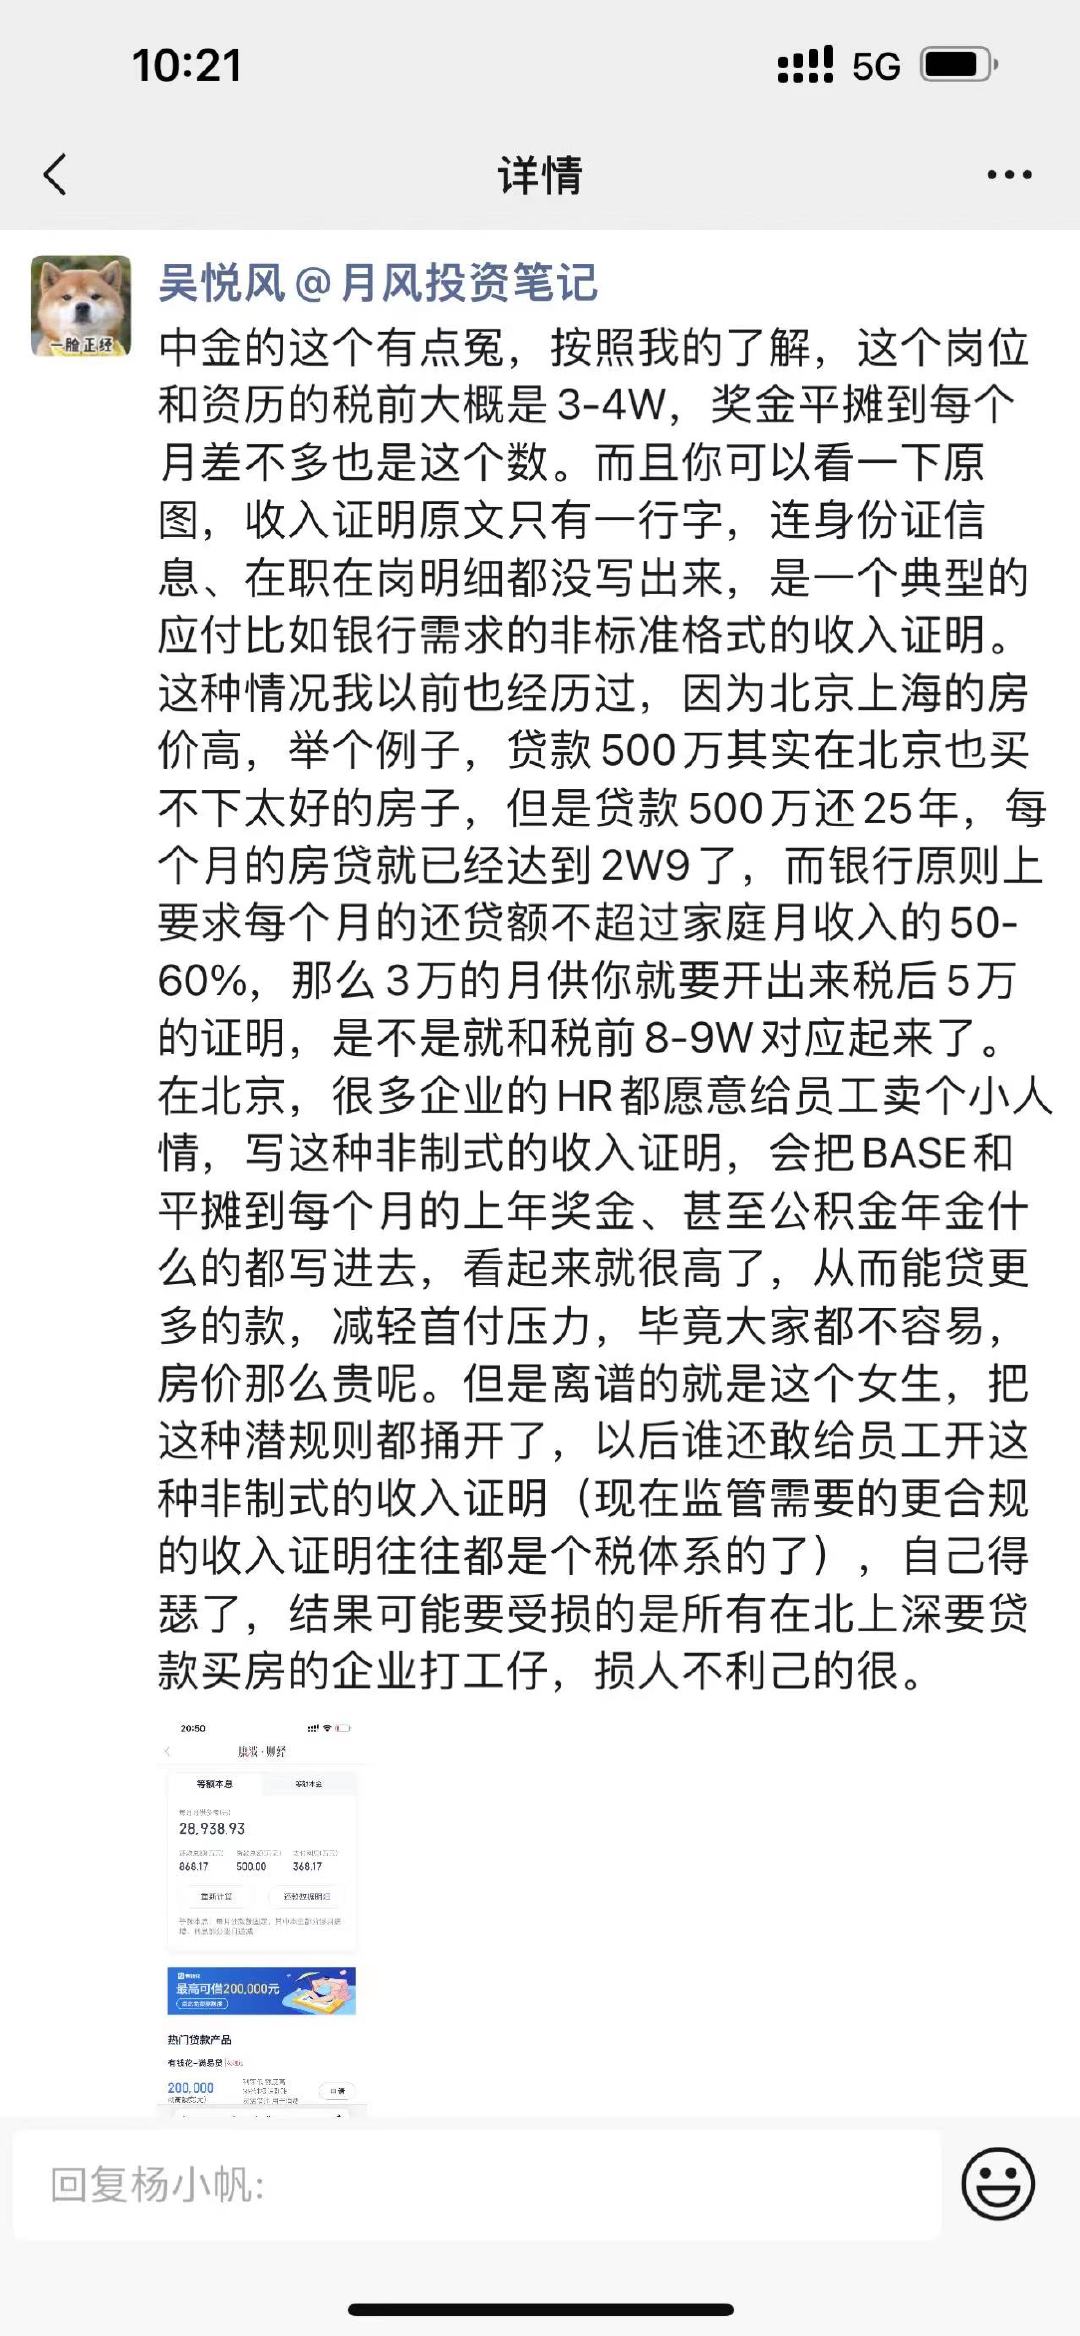 10:21
5G
详情
吴悦风@月风投资笔记
一脸正经
中金的这个有点冤，按照我的了解，这个岗位
和资历的税前大概是3-4W，奖金平摊到每个
月差不多也是这个数。而且你可以看一下原
图，收入证明原文只有一行字，连身份证信
息、在职在岗明细都没写出来，是一个典型的
应付比如银行需求的非标准格式的收入证明。
这种情况我以前也经历过，因为北京上海的房
价高，举个例子，贷款500万其实在北京也买
不下太好的房子，但是贷款500万还25年，每
个月的房贷就已经达到2W9了，而银行原则上
要求每个月的还贷额不超过家庭月收入的50-
60%，那么3万的月供你就要开出来税后5万
的证明，是不是就和税前8-9W对应起来了。
在北京，很多企业的HR都愿意给员工卖个小人
情，写这种非制式的收入证明，会把BASE和
平摊到每个月的上年奖金、甚至公积金年金什
么的都写进去，看起来就很高了，从而能贷更
多的款，减轻首付压力，毕竟大家都不容易，
房价那么贵呢。但是离谱的就是这个女生，把
这种潜规则都捅开了，以后谁还敢给员工开这
种非制式的收入证明（现在监管需要的更合规
的收入证明往往都是个税体系的了），自己得
瑟了，结果可能要受损的是所有在北上深要贷
款买房的企业打工仔，损人不利己的很。
20:50
等额本息
等额本金
28,938.93
868.17 500.00 368.17
重新计算
还款数据明细
最高可借200,000元
热门贷款产品
有钱花-满易贷
200,000
申请
回复杨小帆: